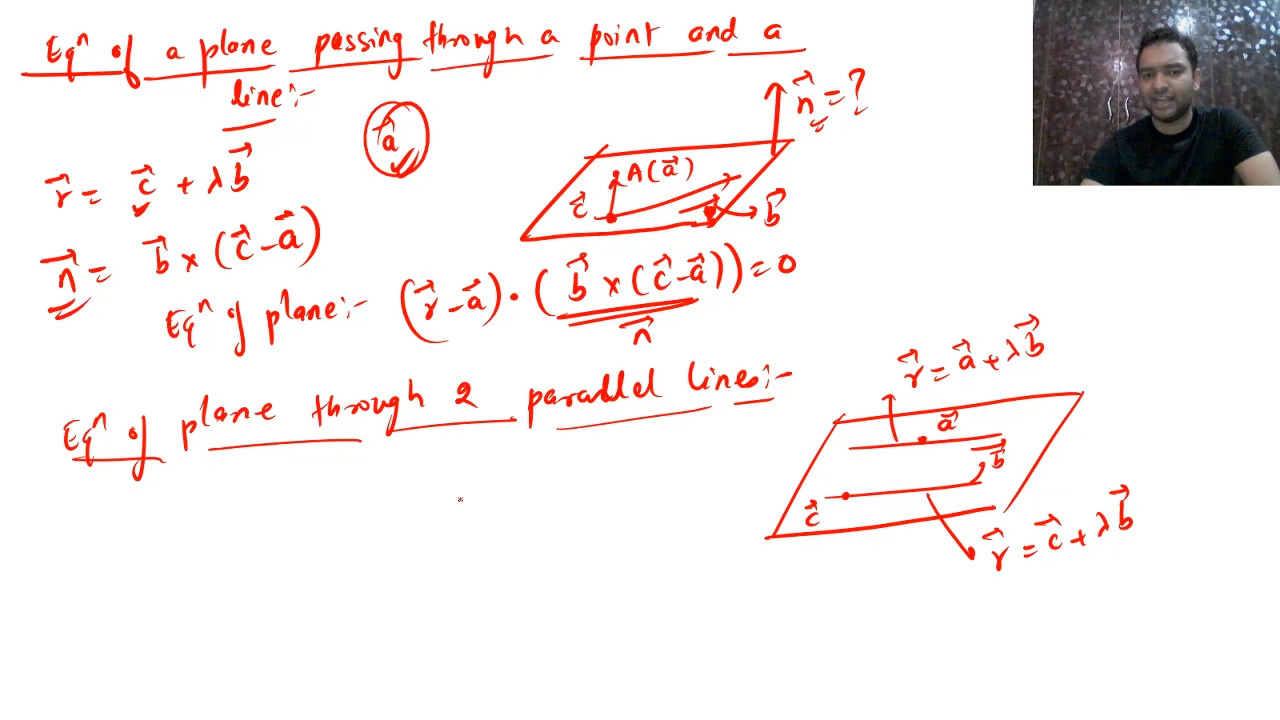 Eqⁿ of a plane passing through a point and a
line:-
a⃗
n⃗ = ?
A(a⃗)
c⃗
b⃗
r⃗ = c⃗ + λb⃗
n⃗ = b⃗ × (c⃗ - a⃗)
Eqⁿ of plane:- (r⃗ - a⃗) · (b⃗ × (c⃗ - a⃗)) = 0
n⃗
Eqⁿ of plane through 2 parallel lines:-
r⃗ = a⃗ + λb⃗
a⃗
b⃗
c⃗
r⃗ = c⃗ + λb⃗